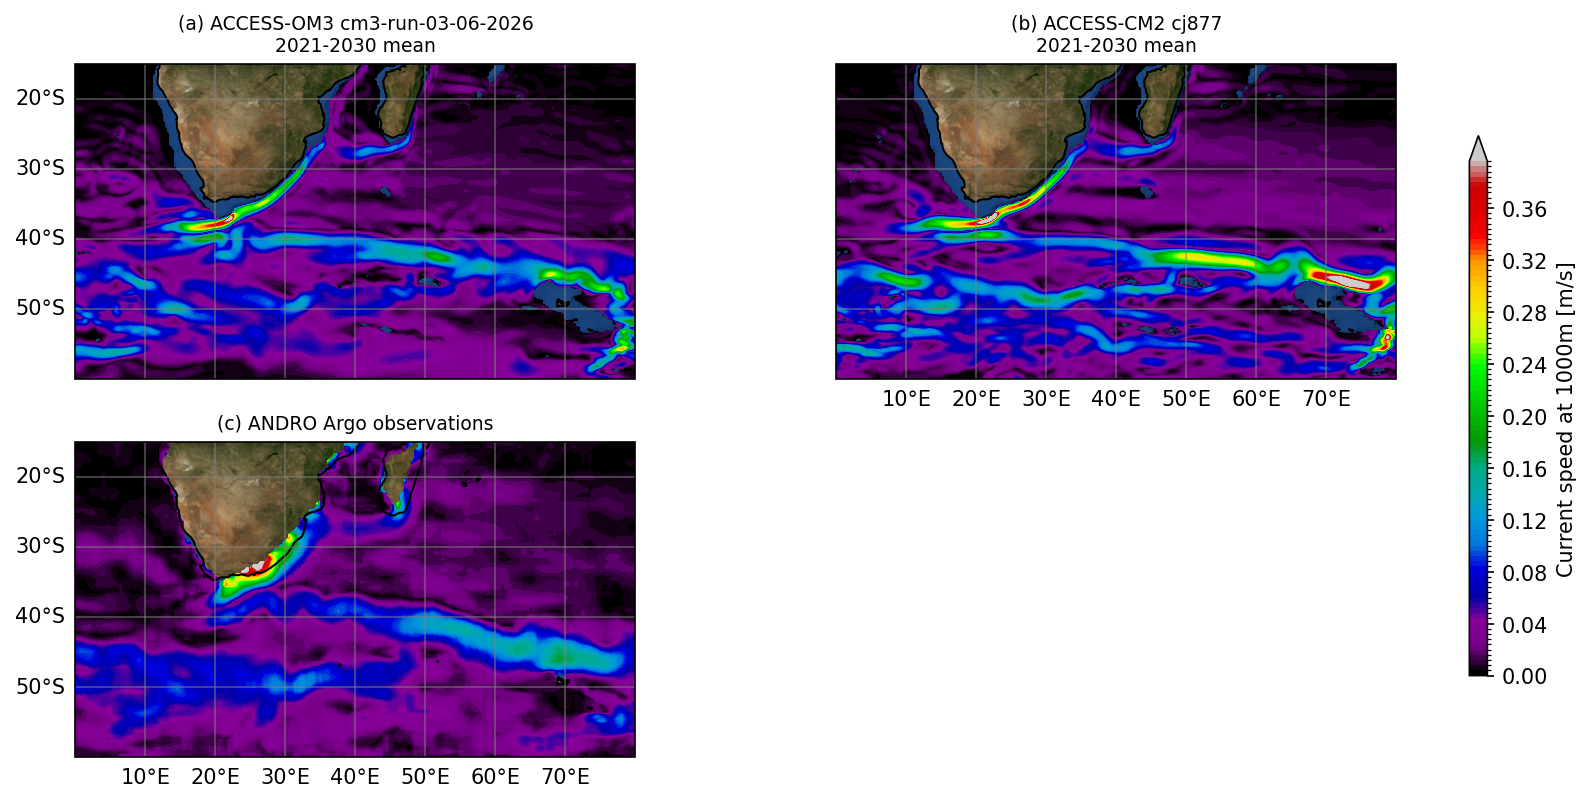 (a) ACCESS-OM3 cm3-run-03-06-2026
2021-2030 mean
(b) ACCESS-CM2 cj877
2021-2030 mean
20°S
30°S
40°S
50°S
10°E 20°E 30°E 40°E 50°E 60°E 70°E
(c) ANDRO Argo observations
20°S
30°S
40°S
50°S
10°E 20°E 30°E 40°E 50°E 60°E 70°E
0.36
0.32
0.28
0.24
0.20
0.16
0.12
0.08
0.04
0.00
Current speed at 1000m [m/s]